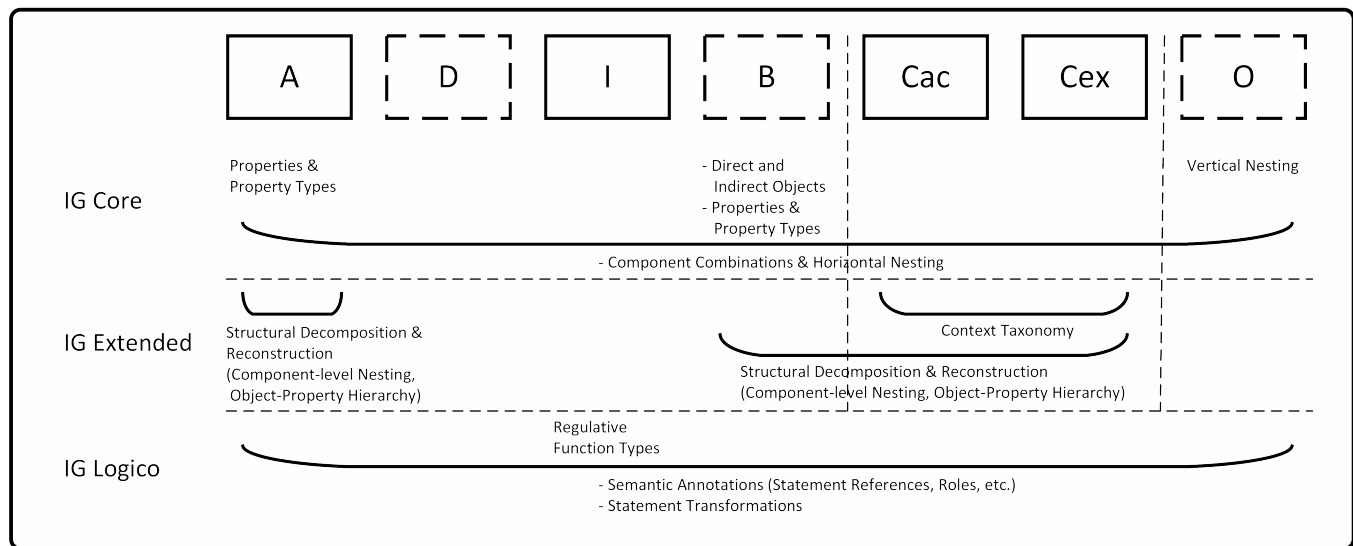 A D I B Cac Cex O
IG Core
Properties &
Property Types
- Direct and
Indirect Objects
- Properties &
Property Types
Vertical Nesting
- Component Combinations & Horizontal Nesting
IG Extended
Structural Decomposition &
Reconstruction
(Component-level Nesting,
Object-Property Hierarchy)
Context Taxonomy
Structural Decomposition & Reconstruction
(Component-level Nesting, Object-Property Hierarchy)
IG Logico
Regulative
Function Types
- Semantic Annotations (Statement References, Roles, etc.)
- Statement Transformations